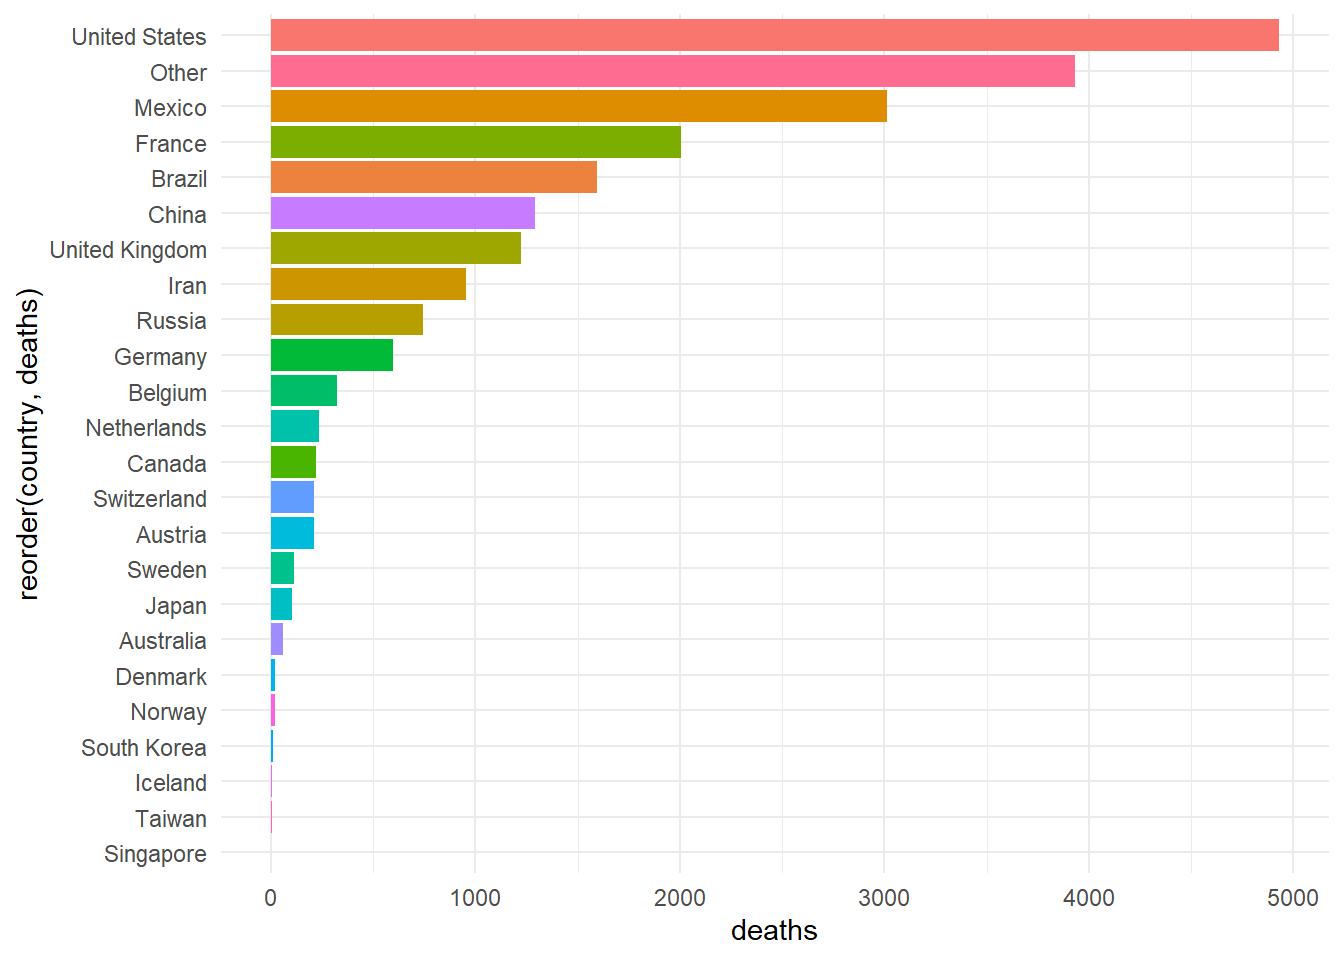 United States
Other
Mexico
France
Brazil
China
United Kingdom
Iran
Russia
Germany
Belgium
Netherlands
Canada
Switzerland
Austria
Sweden
Japan
Australia
Denmark
Norway
South Korea
Iceland
Taiwan
Singapore
reorder(country, deaths)
0 1000 2000 3000 4000 5000
deaths